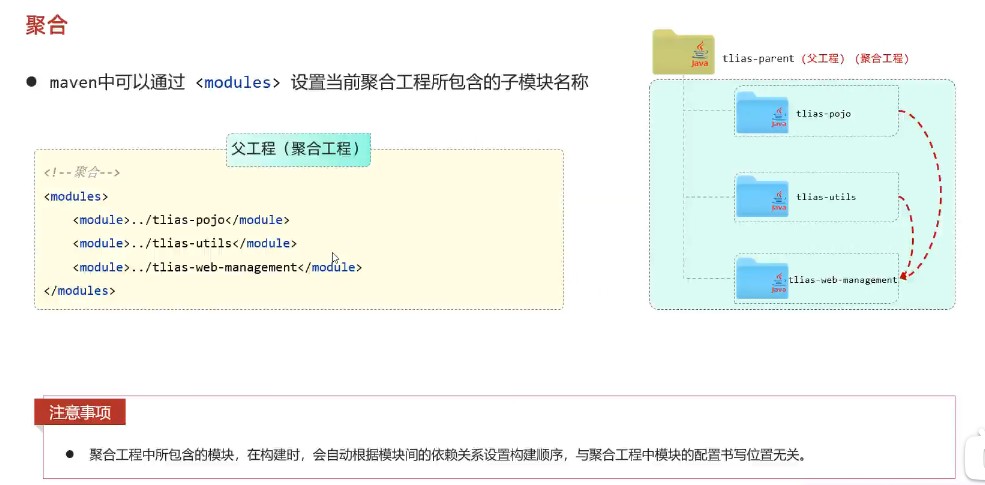 聚合
● maven中可以通过 <modules> 设置当前聚合工程所包含的子模块名称
父工程（聚合工程）
<!--聚合-->
<modules>
<module>../tlias-pojo</module>
<module>../tlias-utils</module>
<module>../tlias-web-management</module>
</modules>
Java
tlias-parent（父工程）（聚合工程）
Java
tlias-pojo
Java
tlias-utils
Java
tlias-web-management
注意事项
● 聚合工程中所包含的模块，在构建时，会自动根据模块间的依赖关系设置构建顺序，与聚合工程中模块的配置书写位置无关。